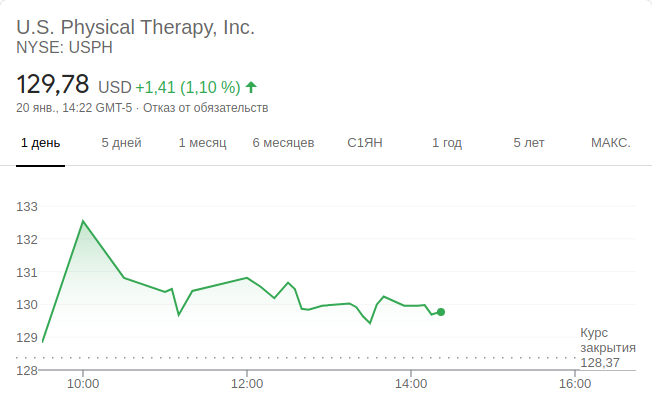 U.S. Physical Therapy, Inc.
NYSE: USPH
129,78 USD +1,41 (1,10 %)
20 янв., 14:22 GMT-5 · Отказ от обязательств
1 день 5 дней 1 месяц 6 месяцев С1ЯН 1 год 5 лет МАКС.
133
132
131
130
129
128
Курс
закрытия
128,37
10:00 12:00 14:00 16:00